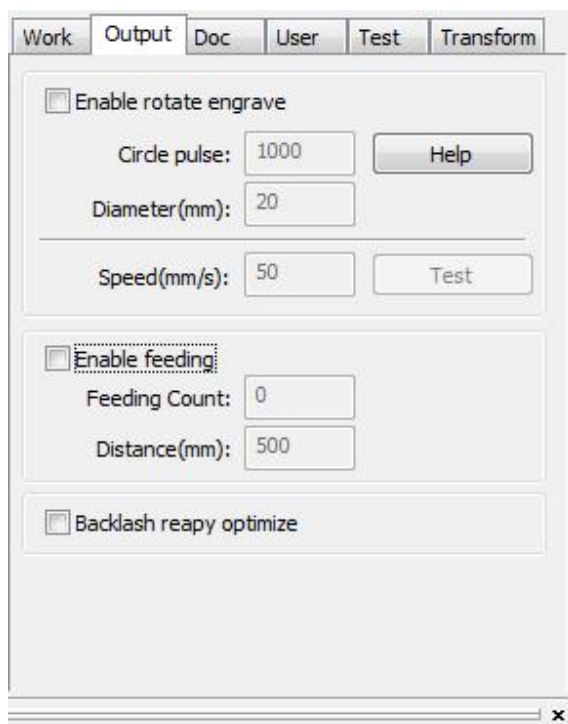 Work Output Doc User Test Transform
Enable rotate engrave
Circle pulse: 1000 Help
Diameter(mm): 20
Speed(mm/s): 50 Test
Enable feeding
Feeding Count: 0
Distance(mm): 500
Backlash reapy optimize